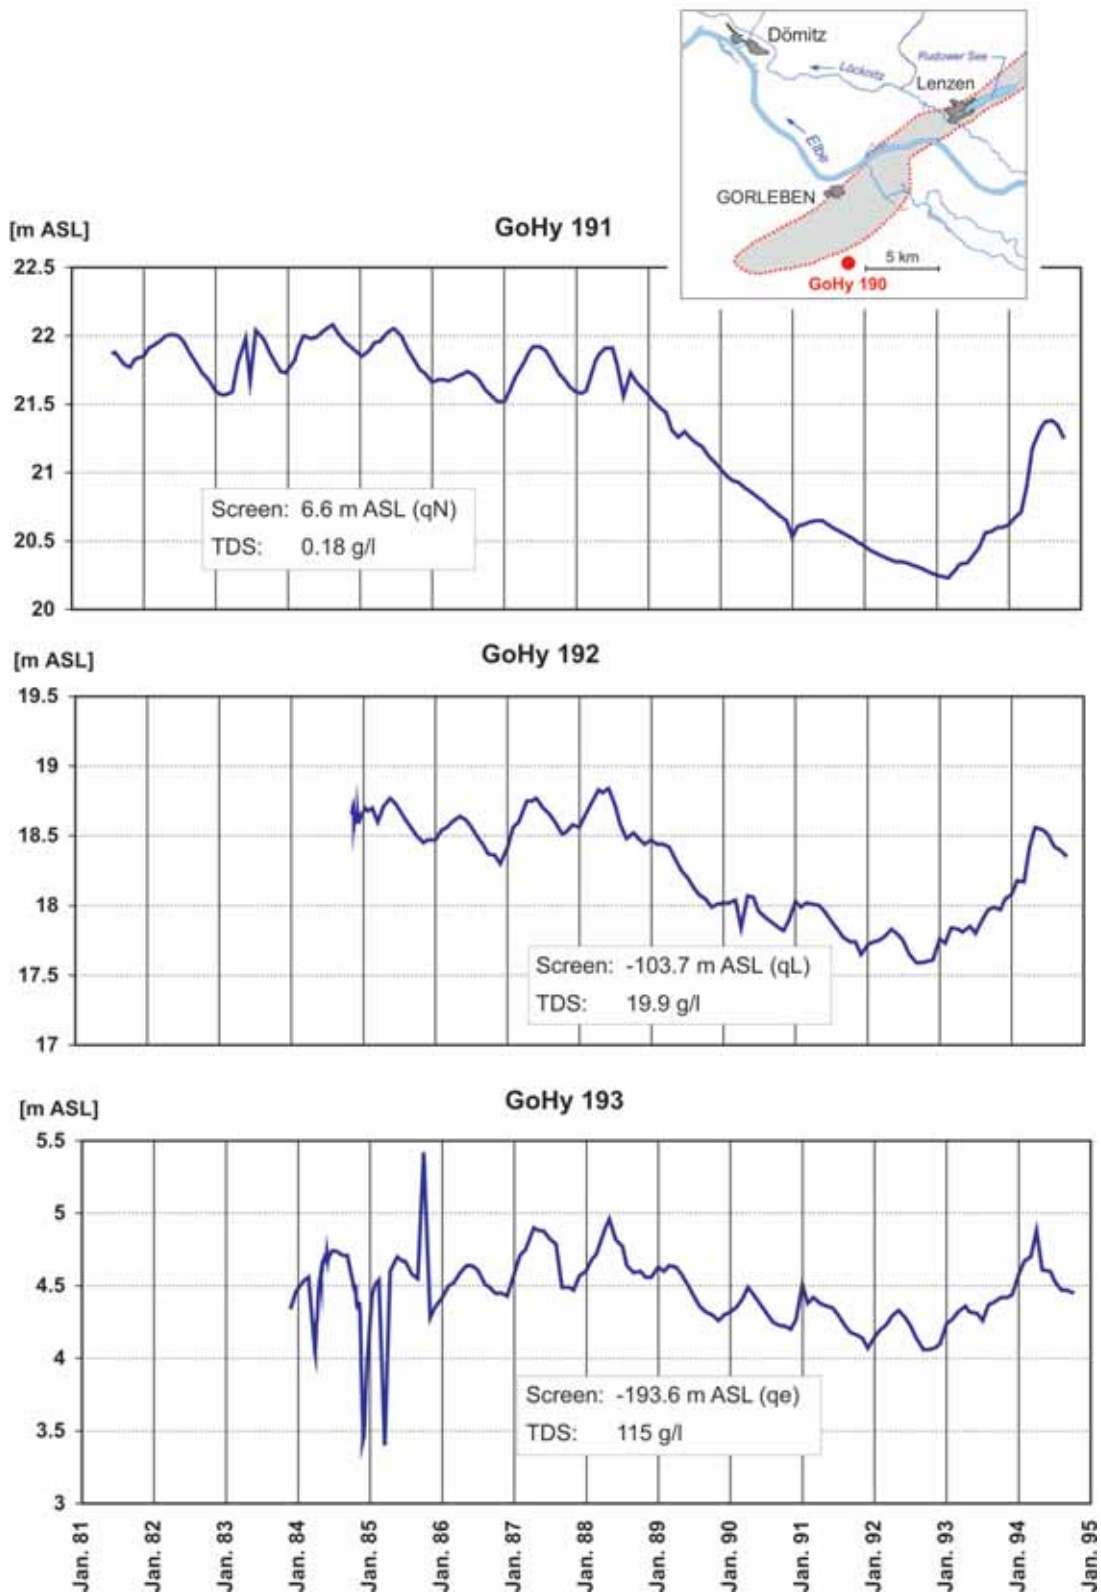 Dömitz
Rudower See
Löcknitz
Lenzen
Elbe
GORLEBEN
5 km
GoHy 190
[m ASL]
GoHy 191
22.5
22
21.5
21
20.5
20
Screen: 6.6 m ASL (qN)
TDS: 0.18 g/l
[m ASL]
GoHy 192
19.5
19
18.5
18
17.5
17
Screen: -103.7 m ASL (qL)
TDS: 19.9 g/l
[m ASL]
GoHy 193
5.5
5
4.5
4
3.5
3
Screen: -193.6 m ASL (qe)
TDS: 115 g/l
Jan. 81
Jan. 82
Jan. 83
Jan. 84
Jan. 85
Jan. 86
Jan. 87
Jan. 88
Jan. 89
Jan. 90
Jan. 91
Jan. 92
Jan. 93
Jan. 94
Jan. 95